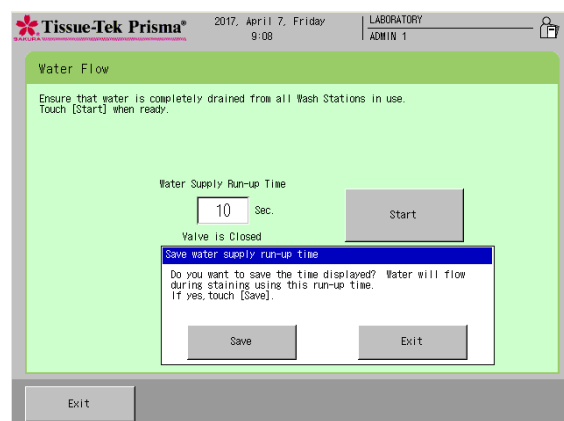 Tissue-Tek Prisma®
SAKURA
2017, April 7, Friday
9:08
LABORATORY
ADMIN 1
Water Flow
Ensure that water is completely drained from all Wash Stations in use.
Touch [Start] when ready.
Water Supply Run-up Time
10 Sec.
Start
Valve is Closed
Save water supply run-up time
Do you want to save the time displayed? Water will flow
during staining using this run-up time.
If yes,touch [Save].
Save
Exit
Exit